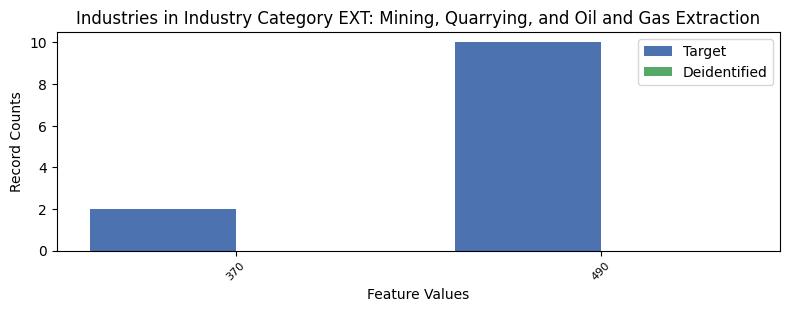 Industries in Industry Category EXT: Mining, Quarrying, and Oil and Gas Extraction
Target
Deidentified
Record Counts
10
8
6
4
2
0
370
490
Feature Values